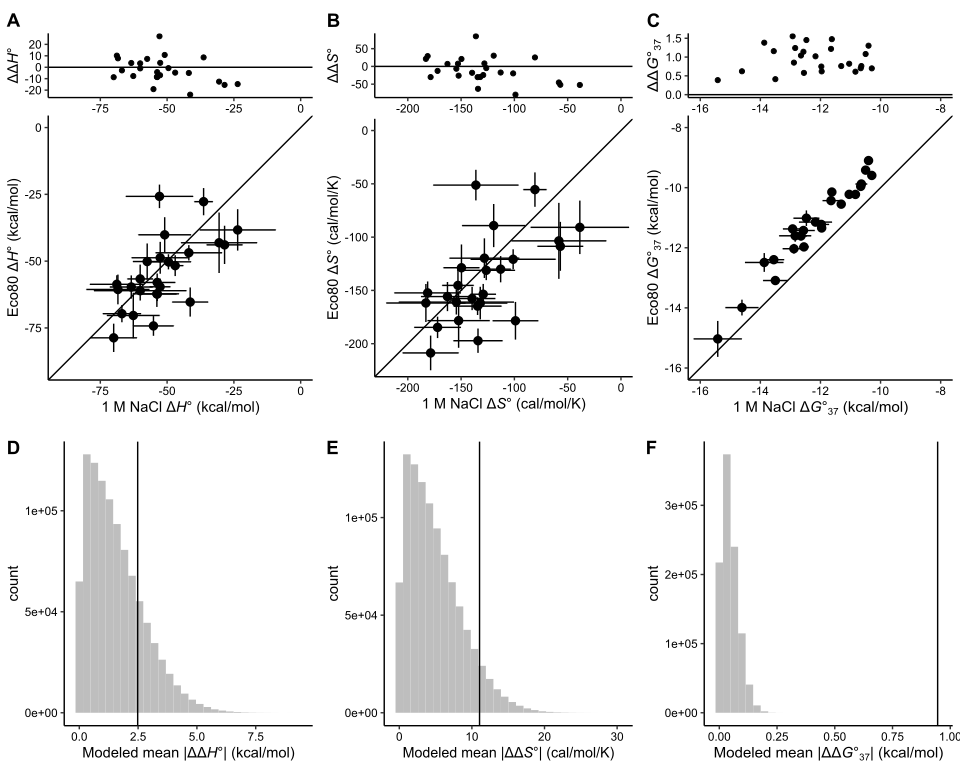 A
B
C
ΔΔH°
20
10
0
-10
-20
-75
-50
-25
0
ΔΔS°
50
0
-50
-200
-150
-100
-50
0
ΔΔG°37
1.5
1.0
0.5
0.0
-16
-14
-12
-10
-8
Eco80 ΔH° (kcal/mol)
0
-25
-50
-75
-75
-50
-25
0
1 M NaCl ΔH° (kcal/mol)
Eco80 ΔS° (cal/mol/K)
0
-50
-100
-150
-200
-200
-150
-100
-50
0
1 M NaCl ΔS° (cal/mol/K)
Eco80 ΔG°37 (kcal/mol)
-8
-10
-12
-14
-16
-16
-14
-12
-10
-8
1 M NaCl ΔG°37 (kcal/mol)
D
E
F
count
1e+05
5e+04
0e+00
0.0
2.5
5.0
7.5
Modeled mean |ΔΔH°| (kcal/mol)
count
1e+05
5e+04
0e+00
0
10
20
30
Modeled mean |ΔΔS°| (cal/mol/K)
count
3e+05
2e+05
1e+05
0e+00
0.00
0.25
0.50
0.75
1.00
Modeled mean |ΔΔG°37| (kcal/mol)